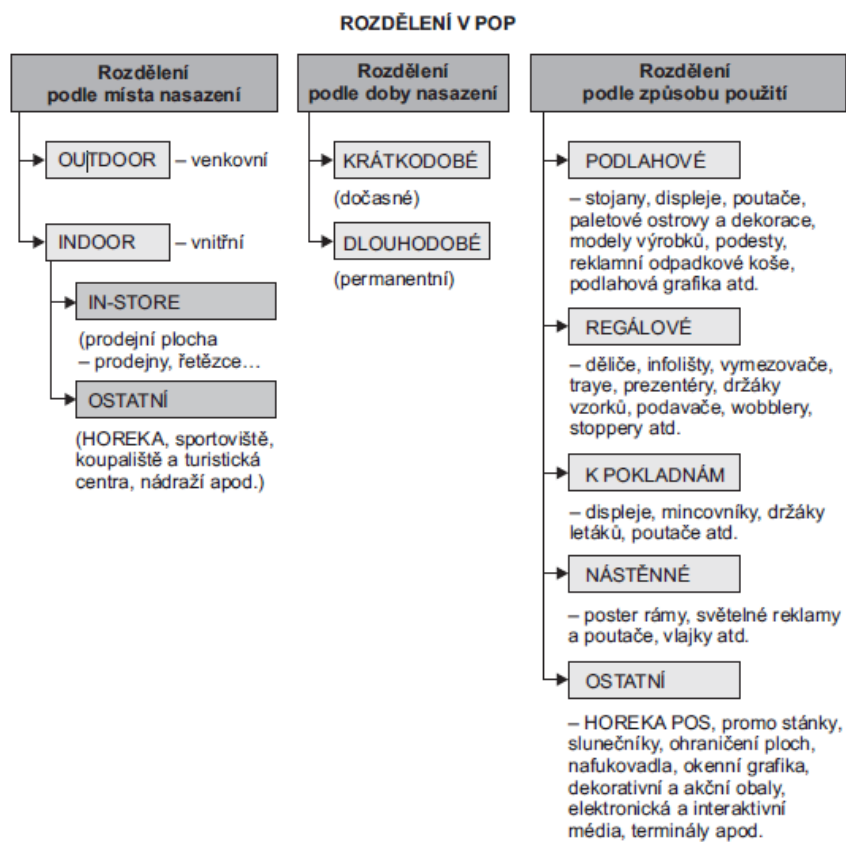 ROZDĚLENÍ V POP
Rozdělení
podle místa nasazení
OUTDOOR – venkovní
INDOOR – vnitřní
IN-STORE
(prodejní plocha
– prodejny, řetězce…
OSTATNÍ
(HOREKA, sportoviště,
koupaliště a turistická
centra, nádraží apod.)
Rozdělení
podle doby nasazení
KRÁTKODOBÉ
(dočasné)
DLOUHODOBÉ
(permanentní)
Rozdělení
podle způsobu použití
PODLAHOVÉ
– stojany, displeje, poutače,
paletové ostrovy a dekorace,
modely výrobků, podesty,
reklamní odpadkové koše,
podlahová grafika atd.
REGÁLOVÉ
– děliče, infolišty, vymezovače,
traye, prezentéry, držáky
vzorků, podavače, wobblery,
stoppery atd.
K POKLADNÁM
– displeje, mincovníky, držáky
letáků, poutače atd.
NÁSTĚNNÉ
– poster rámy, světelné reklamy
a poutače, vlajky atd.
OSTATNÍ
– HOREKA POS, promo stánky,
slunečníky, ohraničení ploch,
nafukovadla, okenní grafika,
dekorativní a akční obaly,
elektronická a interaktivní
média, terminály apod.